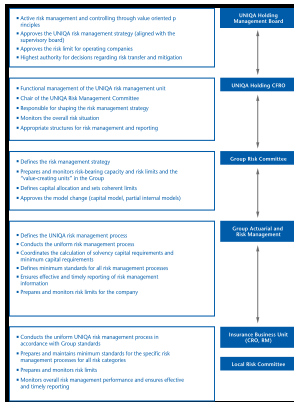 • Active risk management and controlling through value oriented p
rinciples
• Approves the UNIQA risk management strategy (aligned with the
supervisory board)
• Approves the risk limit for operating companies
• Highest authority for decisions regarding risk transfer and mitigation
UNIQA Holding
Management Board
• Functional management of the UNIQA risk management unit
• Chair of the UNIQA Risk Management Committee
• Responsible for shaping the risk management strategy
• Monitors the overall risk situation
• Appropriate structures for risk management and reporting
UNIQA Holding CFRO
• Defines the risk management strategy
• Prepares and monitors risk-bearing capacity and risk limits and the
"value-creating units" in the Group
• Defines capital allocation and sets coherent limits
• Approves the model change (capital model, partial internal models)
Group Risk Committee
• Defines the UNIQA risk management process
• Conducts the uniform risk management process
• Coordinates the calculation of solvency capital requirements and
minimum capital requirements
• Defines minimum standards for all risk management processes
• Ensures effective and timely reporting of risk management
information
• Prepares and monitors risk limits for the company
Group Actuarial and
Risk Management
• Conducts the uniform UNIQA risk management process in
accordance with Group standards
• Prepares and maintains minimum standards for the specific risk
management processes for all risk categories
• Prepares and monitors risk limits
• Monitors overall risk management performance and ensures effective
and timely reporting
Insurance Business Unit
(CRO, RM)
Local Risk Committee